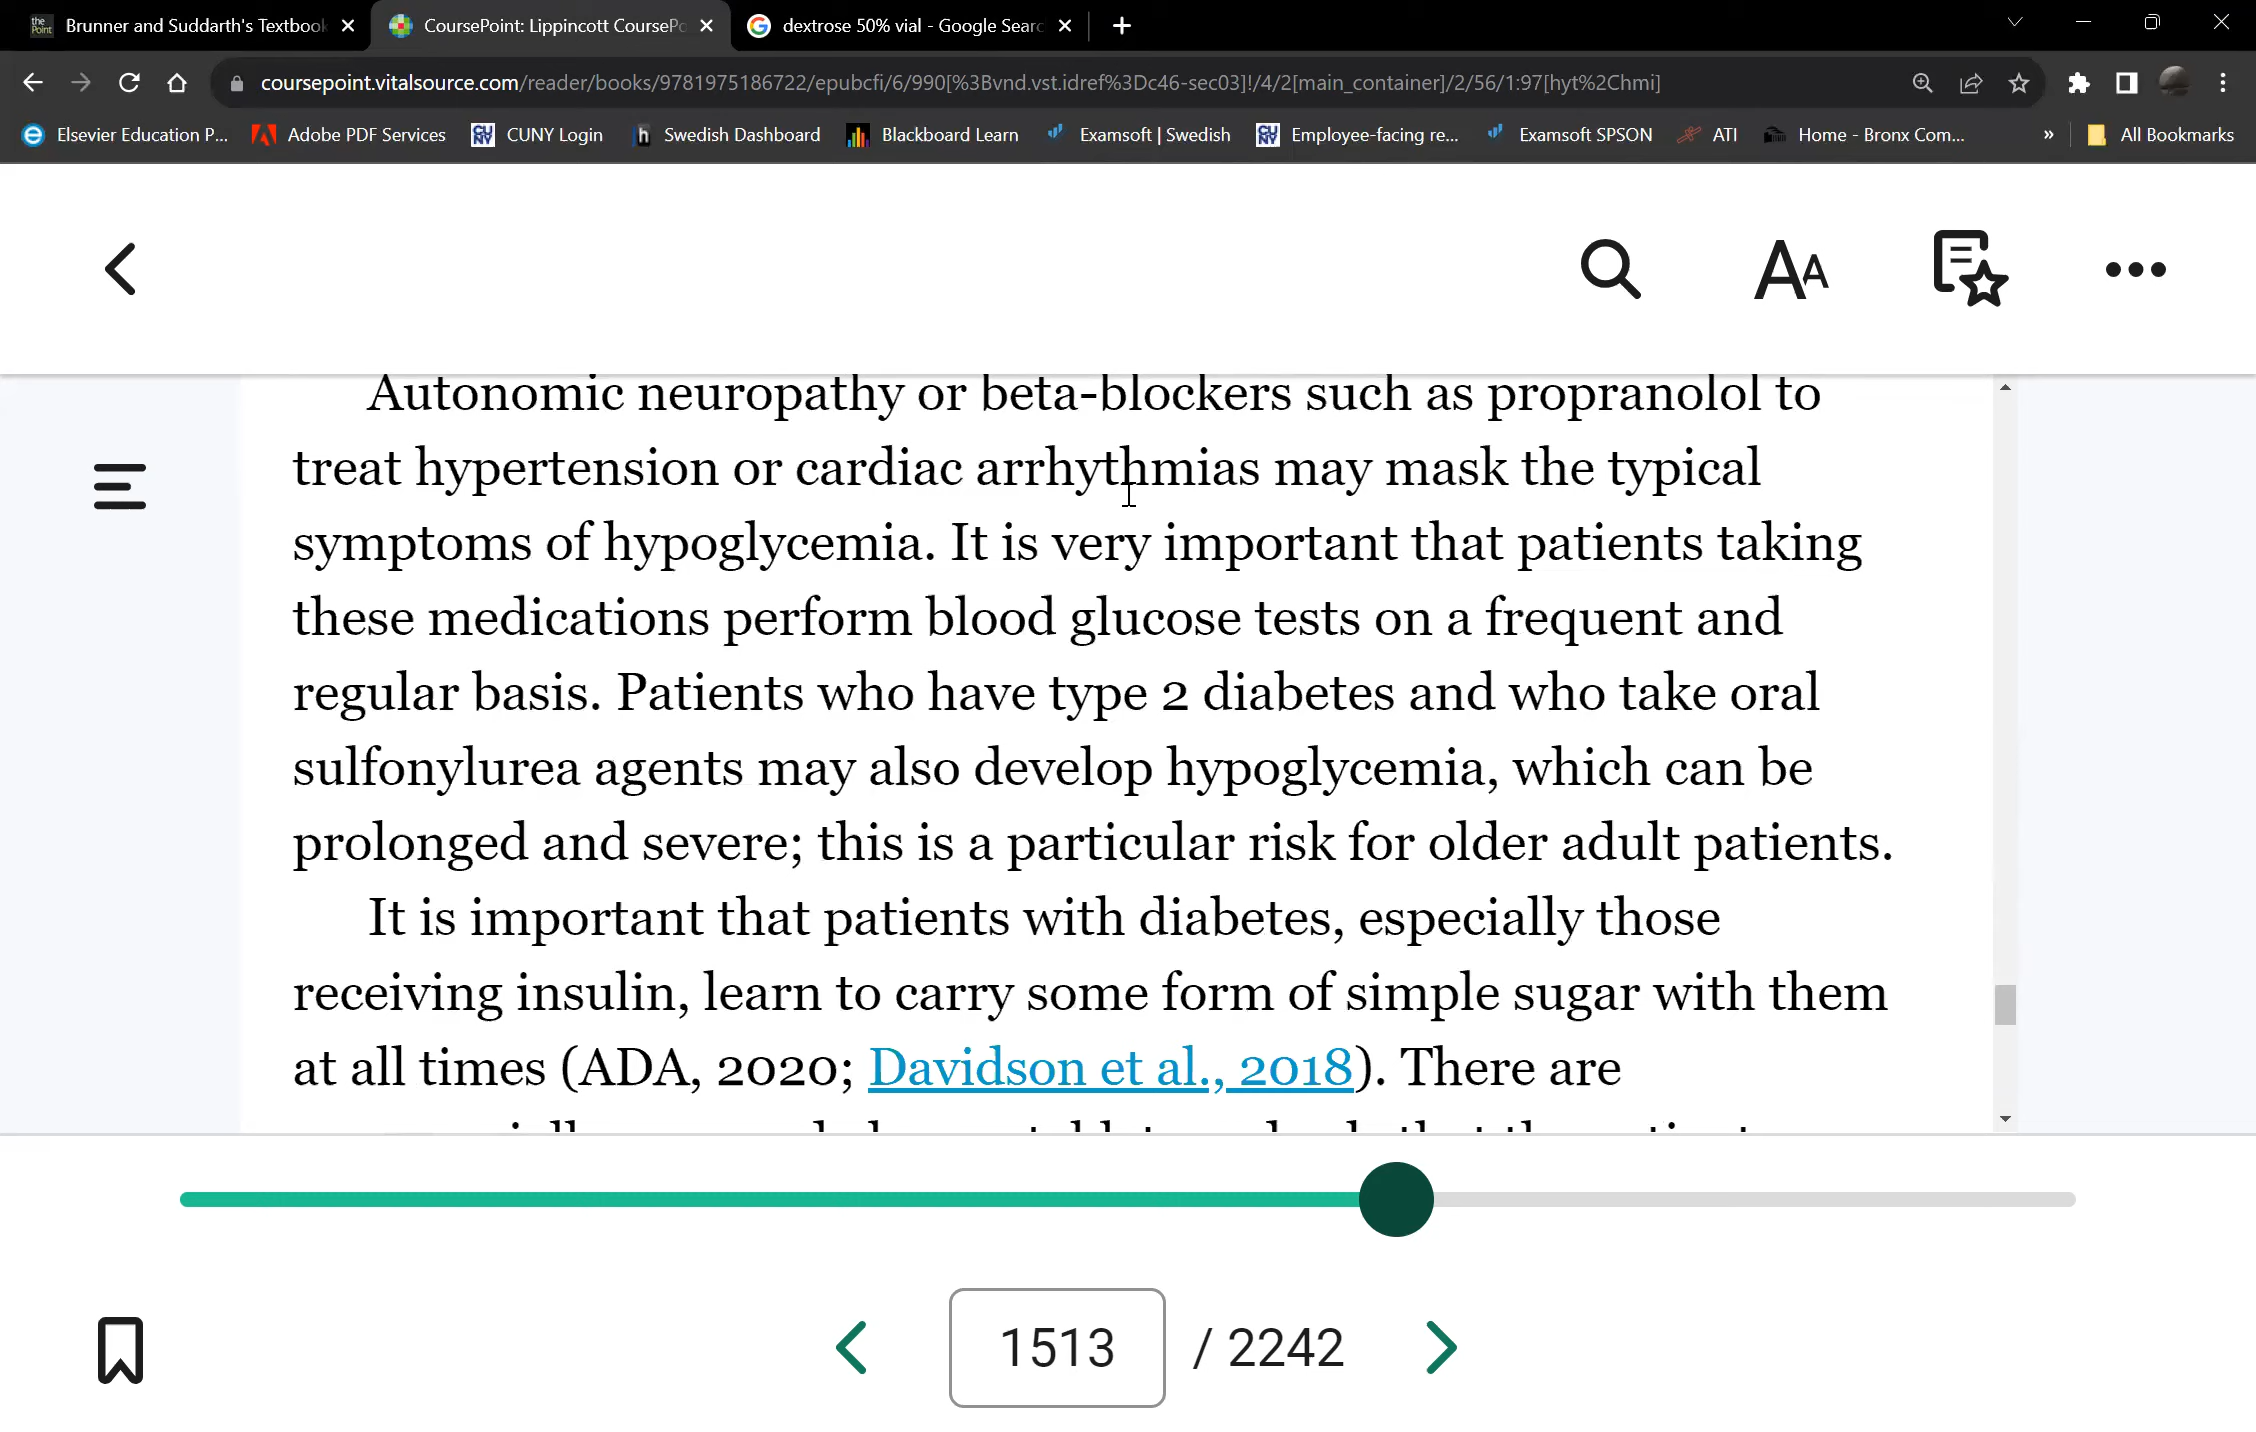 Brunner and Suddarth's Textbook
CoursePoint: Lippincott CoursePo
dextrose 50% vial - Google Searc
coursepoint.vitalsource.com/reader/books/9781975186722/epubcfi/6/990[%3Bvnd.vst.idref%3Dc46-sec03]!/4/2[main_container]/2/56/1:97[hyt%2Chmi]
Elsevier Education P...
Adobe PDF Services
CUNY Login
Swedish Dashboard
Blackboard Learn
Examsoft | Swedish
Employee-facing re...
Examsoft SPSON
ATI
Home - Bronx Com...
»
All Bookmarks
AA
Autonomic neuropathy or beta-blockers such as propranolol to
treat hypertension or cardiac arrhythmias may mask the typical
symptoms of hypoglycemia. It is very important that patients taking
these medications perform blood glucose tests on a frequent and
regular basis. Patients who have type 2 diabetes and who take oral
sulfonylurea agents may also develop hypoglycemia, which can be
prolonged and severe; this is a particular risk for older adult patients.
It is important that patients with diabetes, especially those
receiving insulin, learn to carry some form of simple sugar with them
at all times (ADA, 2020; Davidson et al., 2018). There are
1513 / 2242